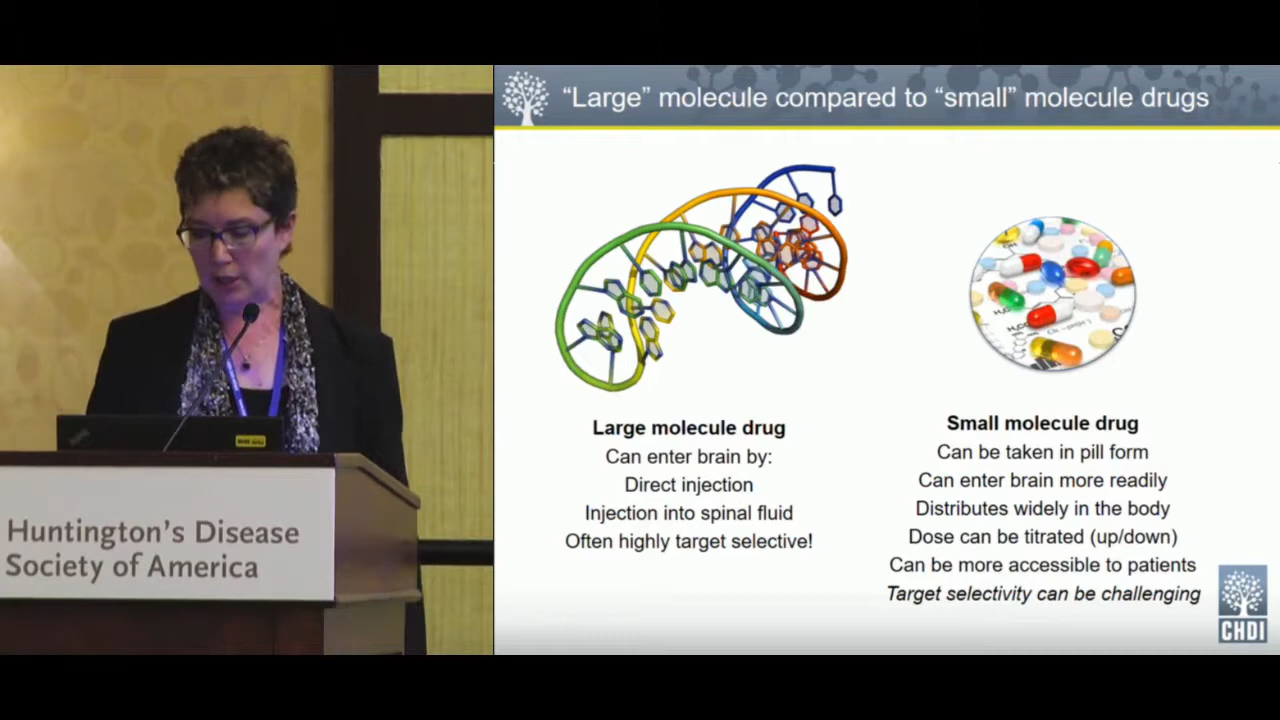 "Large" molecule compared to "small" molecule drugs
Large molecule drug
Can enter brain by:
Direct injection
Injection into spinal fluid
Often highly target selective!
Small molecule drug
Can be taken in pill form
Can enter brain more readily
Distributes widely in the body
Dose can be titrated (up/down)
Can be more accessible to patients
Target selectivity can be challenging
CHDI
Huntington's Disease
Society of America